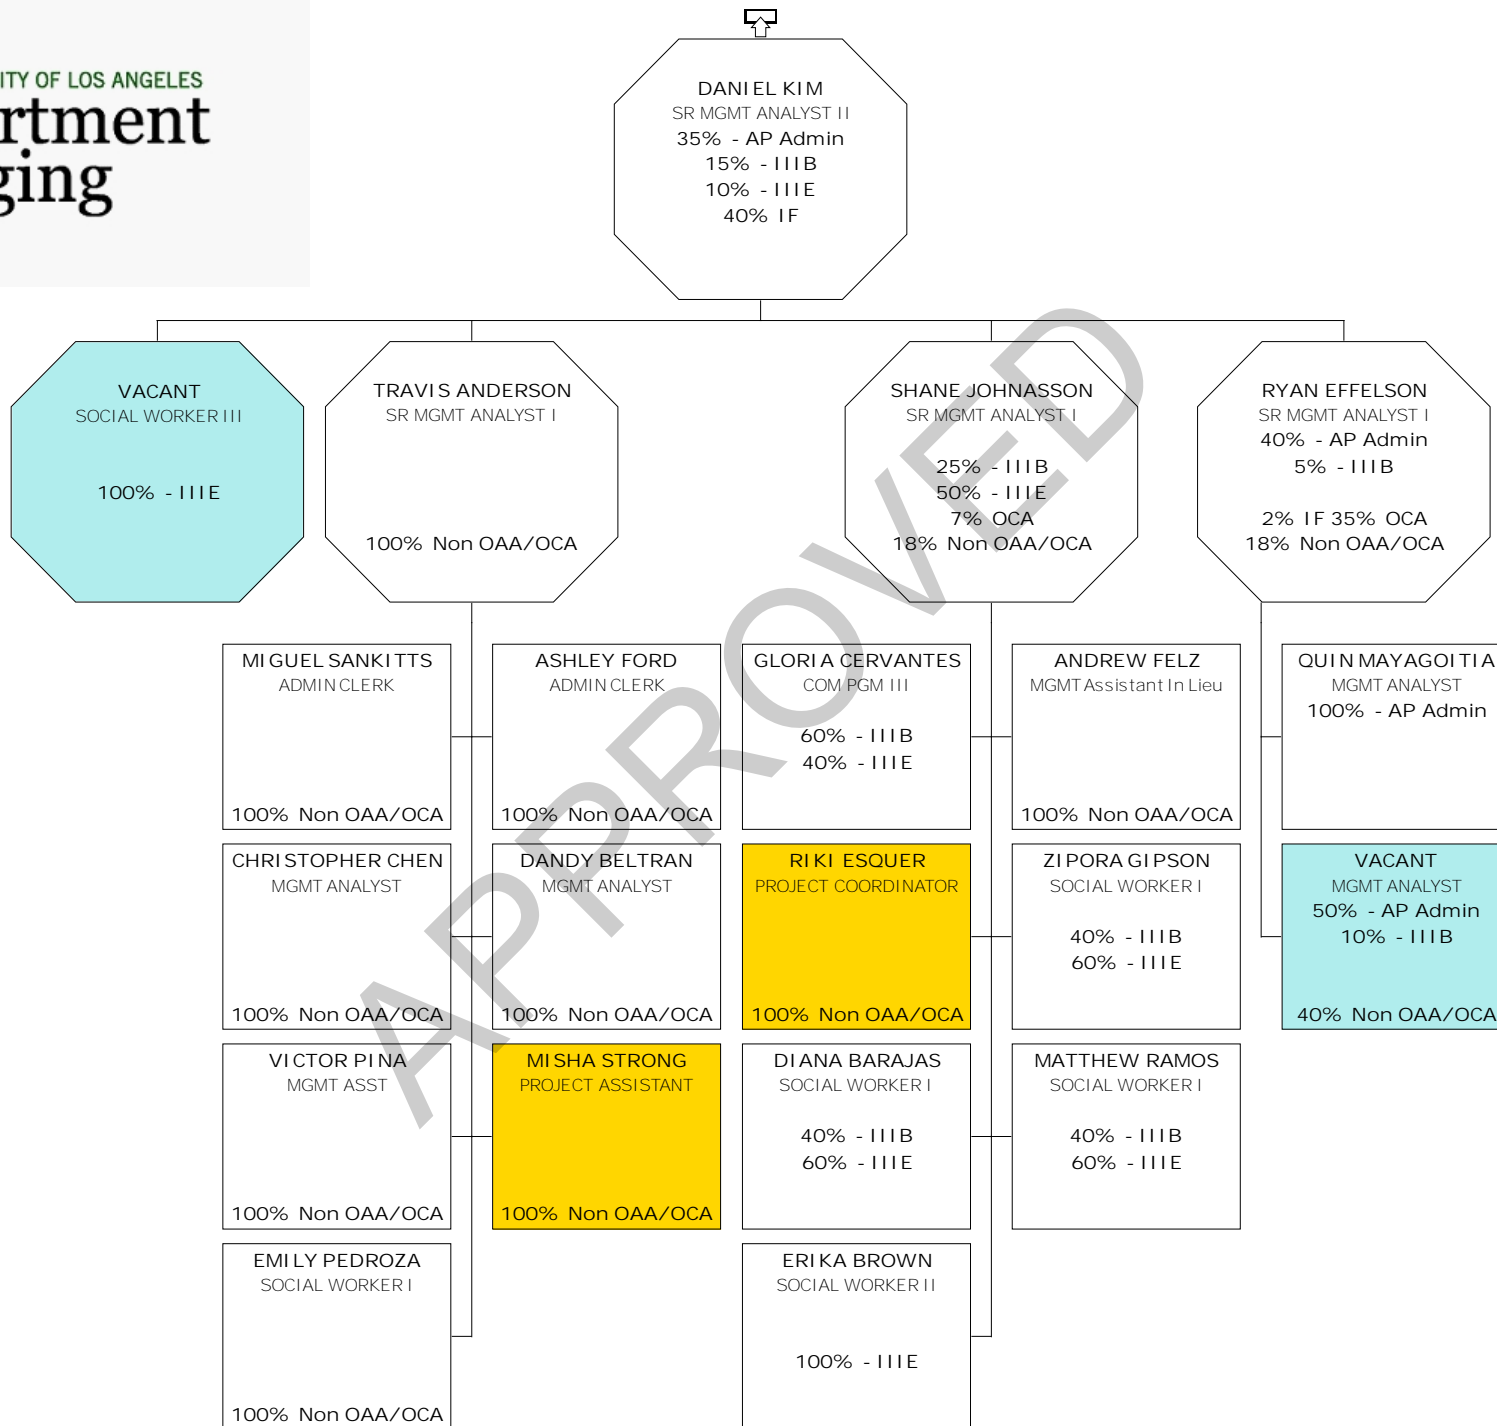 ITY OF LOS ANGELES
rtment
ging
DANIEL KIM
SR MGMT ANALYST II
35% - AP Admin
15% - IIIB
10% - IIIE
40% IF
VACANT
SOCIAL WORKER III
100% - IIIE
TRAVIS ANDERSON
SR MGMT ANALYST I
100% Non OAA/OCA
SHANE JOHNASSON
SR MGMT ANALYST I
25% - IIIB
50% - IIIE
7% OCA
18% Non OAA/OCA
RYAN EFFELSON
SR MGMT ANALYST I
40% - AP Admin
5% - IIIB
2% IF 35% OCA
18% Non OAA/OCA
MIGUEL SANKITTS
ADMIN CLERK
100% Non OAA/OCA
ASHLEY FORD
ADMIN CLERK
100% Non OAA/OCA
GLORIA CERVANTES
COM PGM III
60% - IIIB
40% - IIIE
ANDREW FELZ
MGMT Assistant In Lieu
100% Non OAA/OCA
QUIN MAYAGOITIA
MGMT ANALYST
100% - AP Admin
CHRISTOPHER CHEN
MGMT ANALYST
100% Non OAA/OCA
DANDY BELTRAN
MGMT ANALYST
100% Non OAA/OCA
RIKI ESQUER
PROJECT COORDINATOR
100% Non OAA/OCA
ZIPORA GIPSON
SOCIAL WORKER I
40% - IIIB
60% - IIIE
VACANT
MGMT ANALYST
50% - AP Admin
10% - IIIB
40% Non OAA/OCA
VICTOR PINA
MGMT ASST
100% Non OAA/OCA
MISHA STRONG
PROJECT ASSISTANT
100% Non OAA/OCA
DIANA BARAJAS
SOCIAL WORKER I
40% - IIIB
60% - IIIE
MATTHEW RAMOS
SOCIAL WORKER I
40% - IIIB
60% - IIIE
EMILY PEDROZA
SOCIAL WORKER I
100% Non OAA/OCA
ERIKA BROWN
SOCIAL WORKER II
100% - IIIE
APPROVED